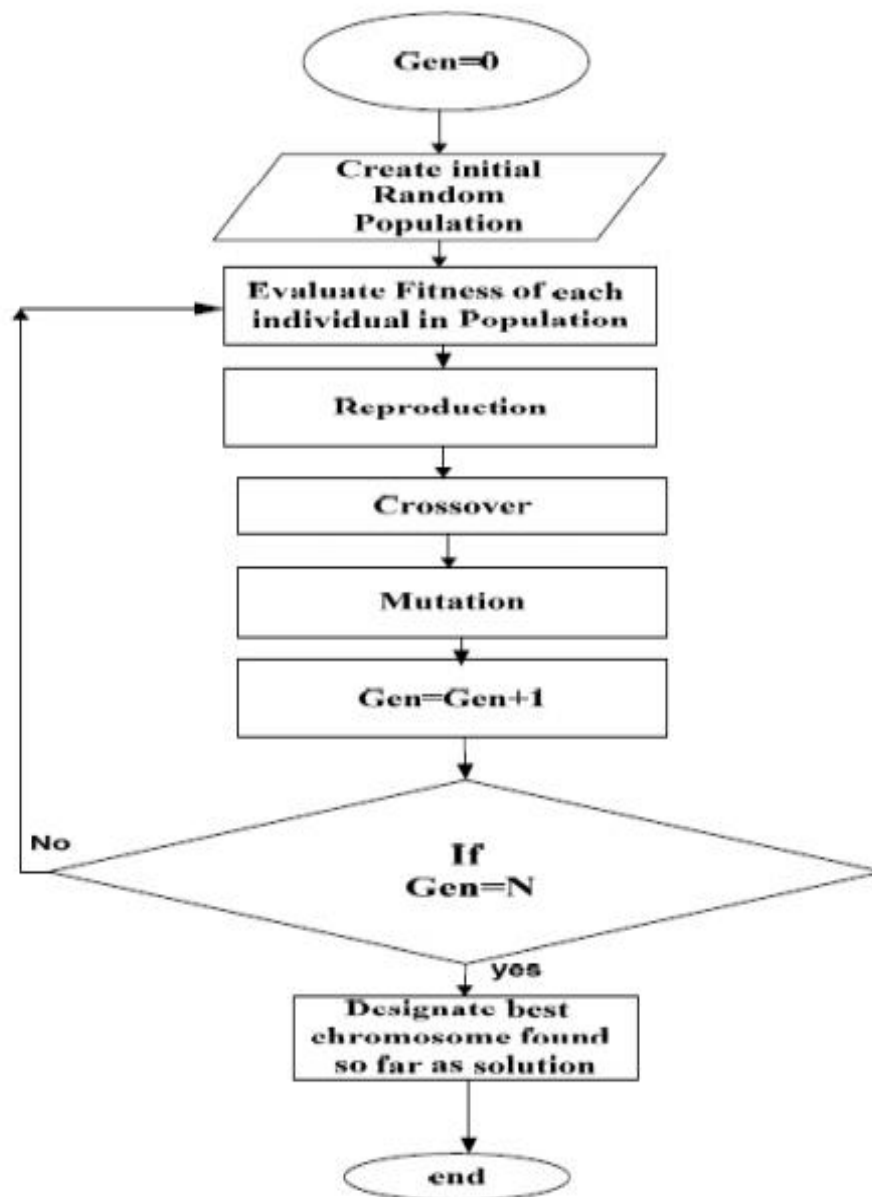 Gen=0
Create initial
Random
Population
Evaluate Fitness of each
individual in Population
Reproduction
Crossover
Mutation
Gen=Gen+1
No
If
Gen=N
yes
Designate best
chromosome found
so far as solution
end